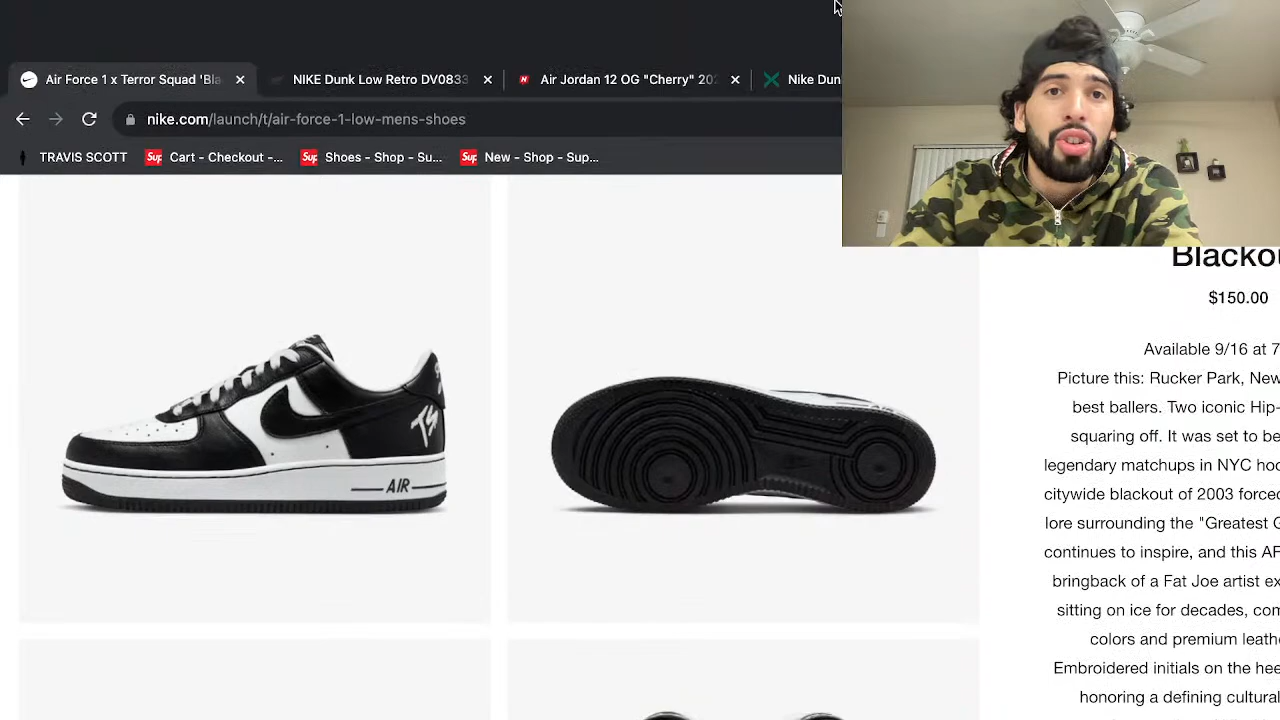 Air Force 1 x Terror Squad 'Bla
NIKE Dunk Low Retro DV0833
Air Jordan 12 OG "Cherry" 202
Nike Dun
nike.com/launch/t/air-force-1-low-mens-shoes
TRAVIS SCOTT
Sup Cart - Checkout -...
Sup Shoes - Shop - Su...
Sup New - Shop - Sup...
Blackou
$150.00
Available 9/16 at 7
Picture this: Rucker Park, New
best ballers. Two iconic Hip-
squaring off. It was set to be
legendary matchups in NYC hoo
citywide blackout of 2003 forced
lore surrounding the "Greatest G
continues to inspire, and this AF
bringback of a Fat Joe artist ex
sitting on ice for decades, com
colors and premium leathe
Embroidered initials on the hee
honoring a defining cultural
TS
AIR